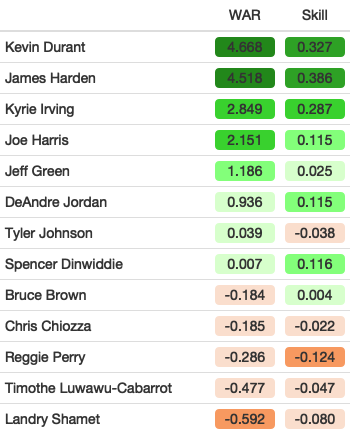 WAR Skill
Kevin Durant 4.668 0.327
James Harden 4.518 0.386
Kyrie Irving 2.849 0.287
Joe Harris 2.151 0.115
Jeff Green 1.186 0.025
DeAndre Jordan 0.936 0.115
Tyler Johnson 0.039 -0.038
Spencer Dinwiddie 0.007 0.116
Bruce Brown -0.184 0.004
Chris Chiozza -0.185 -0.022
Reggie Perry -0.286 -0.124
Timothe Luwawu-Cabarrot -0.477 -0.047
Landry Shamet -0.592 -0.080